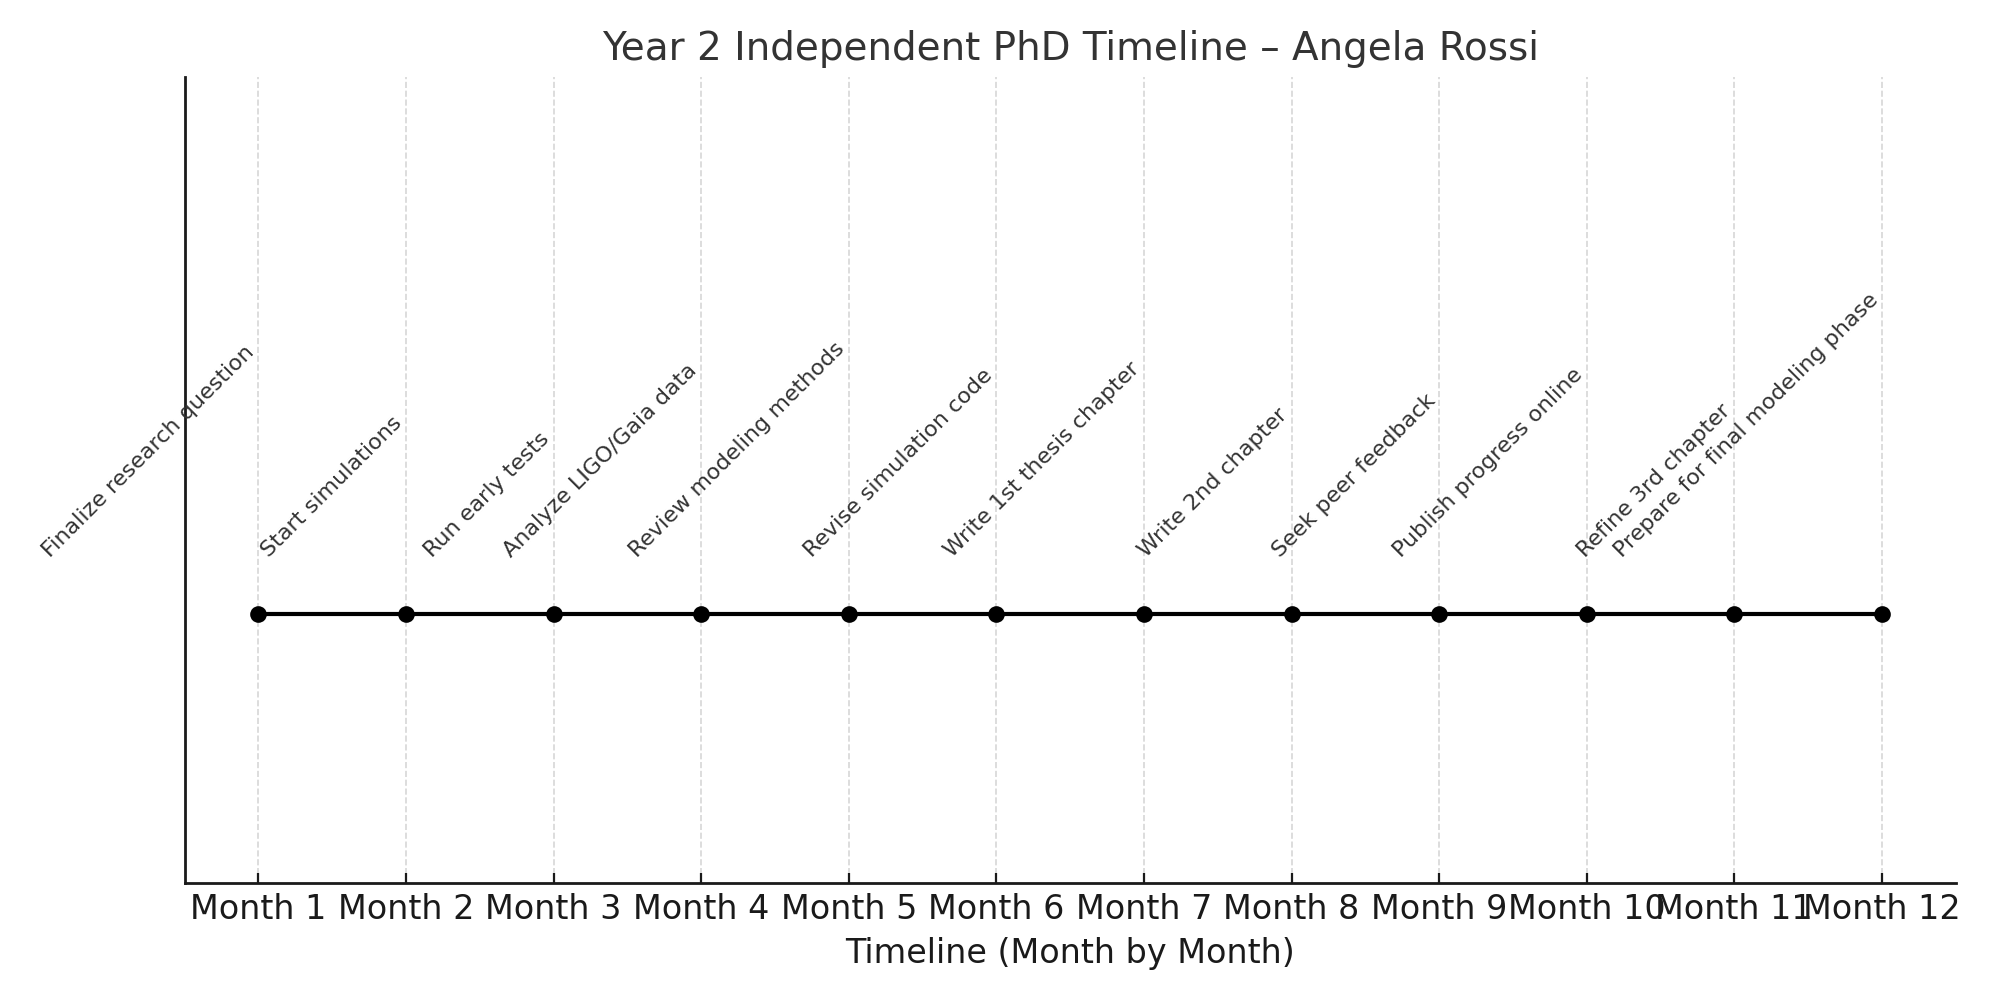 Year 2 Independent PhD Timeline – Angela Rossi
Finalize research question
Start simulations
Run early tests
Analyze LIGO/Gaia data
Review modeling methods
Revise simulation code
Write 1st thesis chapter
Write 2nd chapter
Seek peer feedback
Publish progress online
Refine 3rd chapter
Prepare for final modeling phase
Month 1 Month 2 Month 3 Month 4 Month 5 Month 6 Month 7 Month 8 Month 9 Month 10 Month 11 Month 12
Timeline (Month by Month)